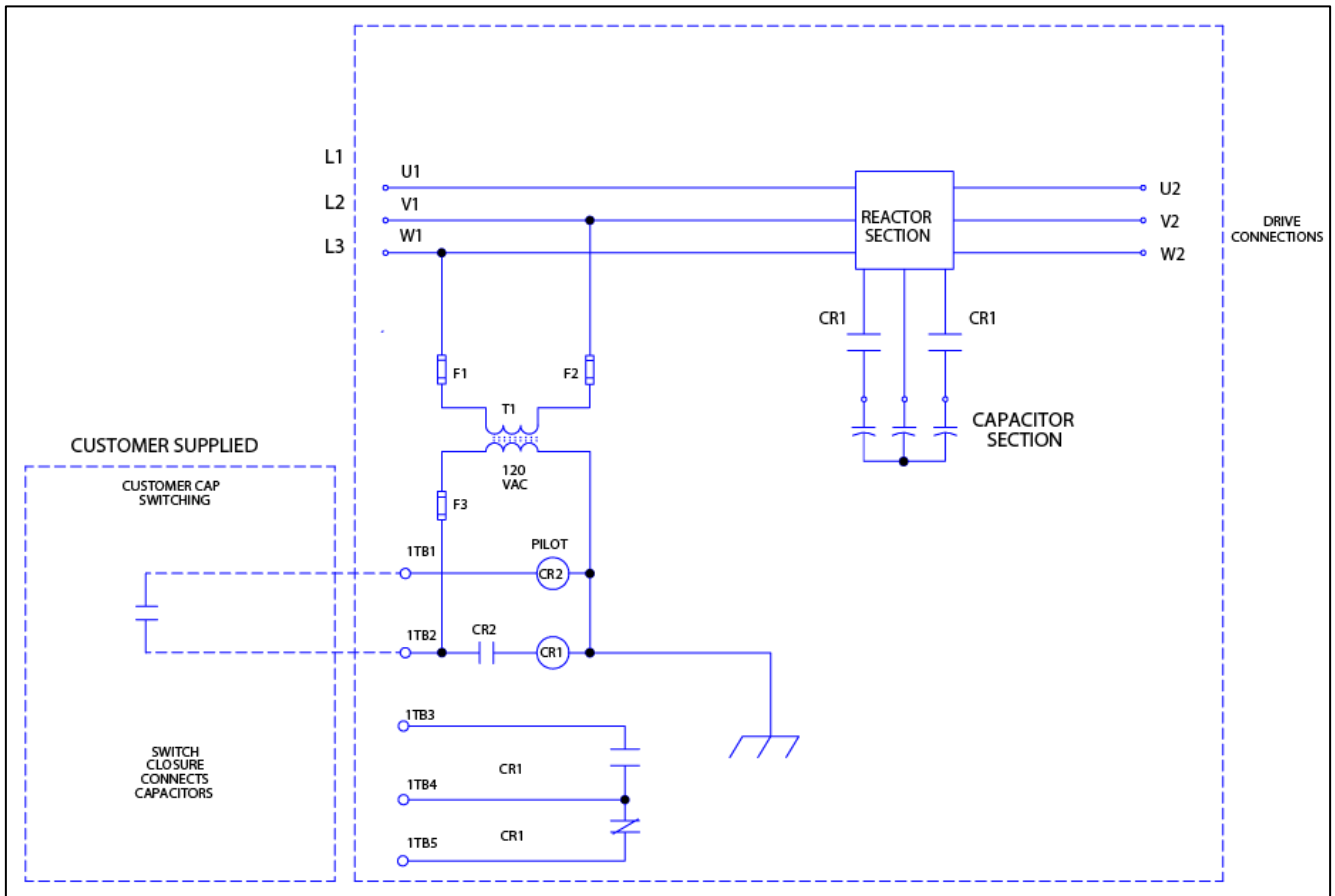 L1
U1
L2
V1
L3
W1
REACTOR
SECTION
U2
V2
W2
DRIVE
CONNECTIONS
CR1
CR1
F1
F2
T1
CAPACITOR
SECTION
CUSTOMER SUPPLIED
120
VAC
CUSTOMER CAP
SWITCHING
F3
1TB1
PILOT
CR2
1TB2
CR2
CR1
1TB3
SWITCH
CLOSURE
CONNECTS
CAPACITORS
CR1
1TB4
CR1
1TB5